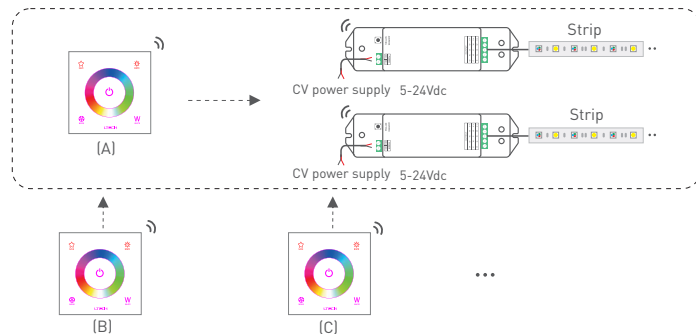 Strip
CV power supply 5-24Vdc
(A)
Strip
CV power supply 5-24Vdc
W
W
W
(B)
(C)